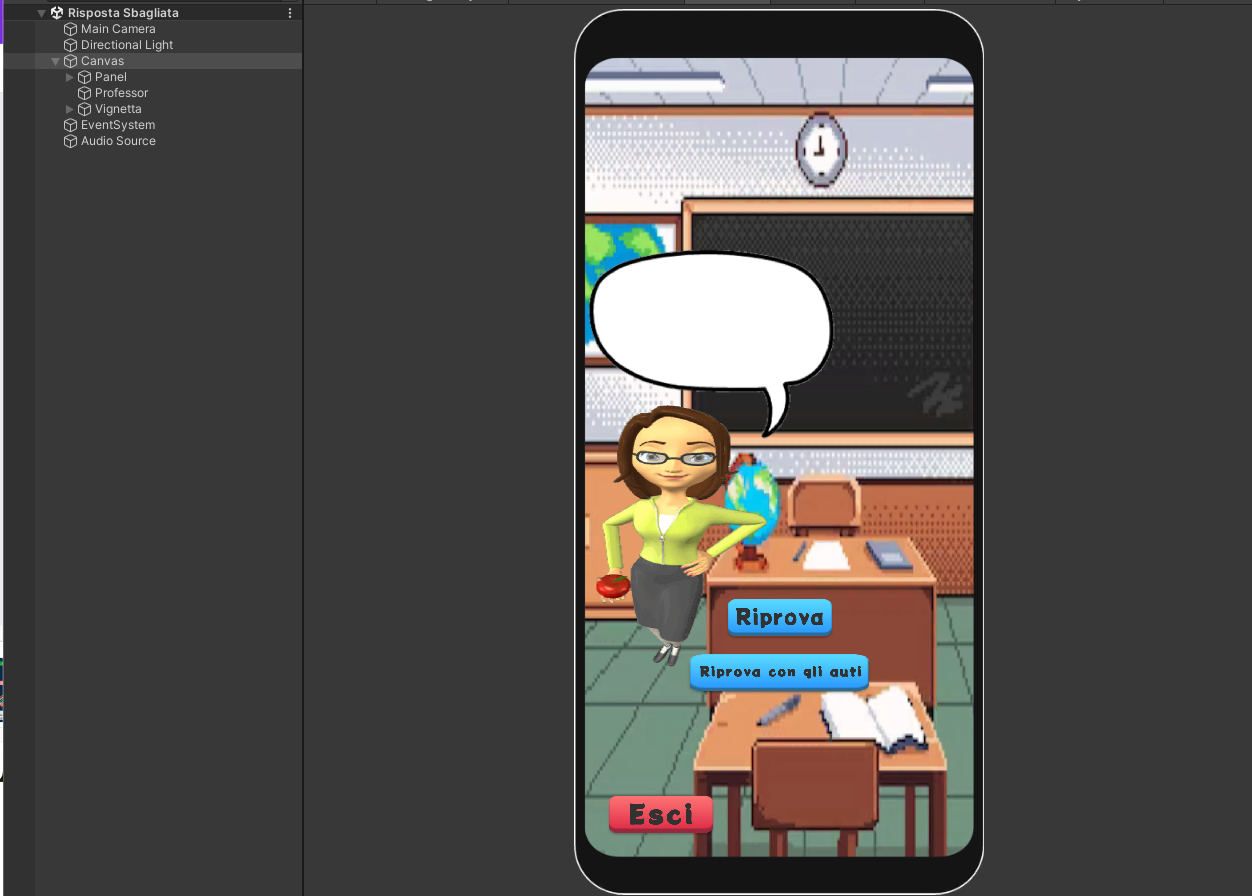 Risposta Sbagliata
Main Camera
Directional Light
Canvas
Panel
Professor
Vignetta
EventSystem
Audio Source
Riprova
Riprova con gli auti
Esci